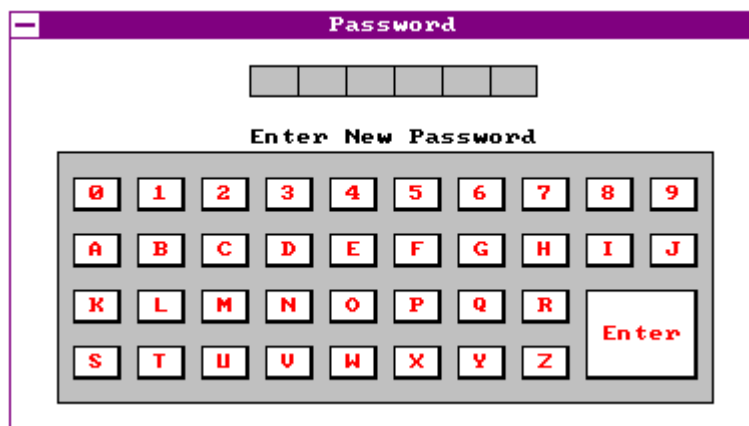 Password
Enter New Password
0 1 2 3 4 5 6 7 8 9
A B C D E F G H I J
K L M N O P Q R
Enter
S T U V W X Y Z